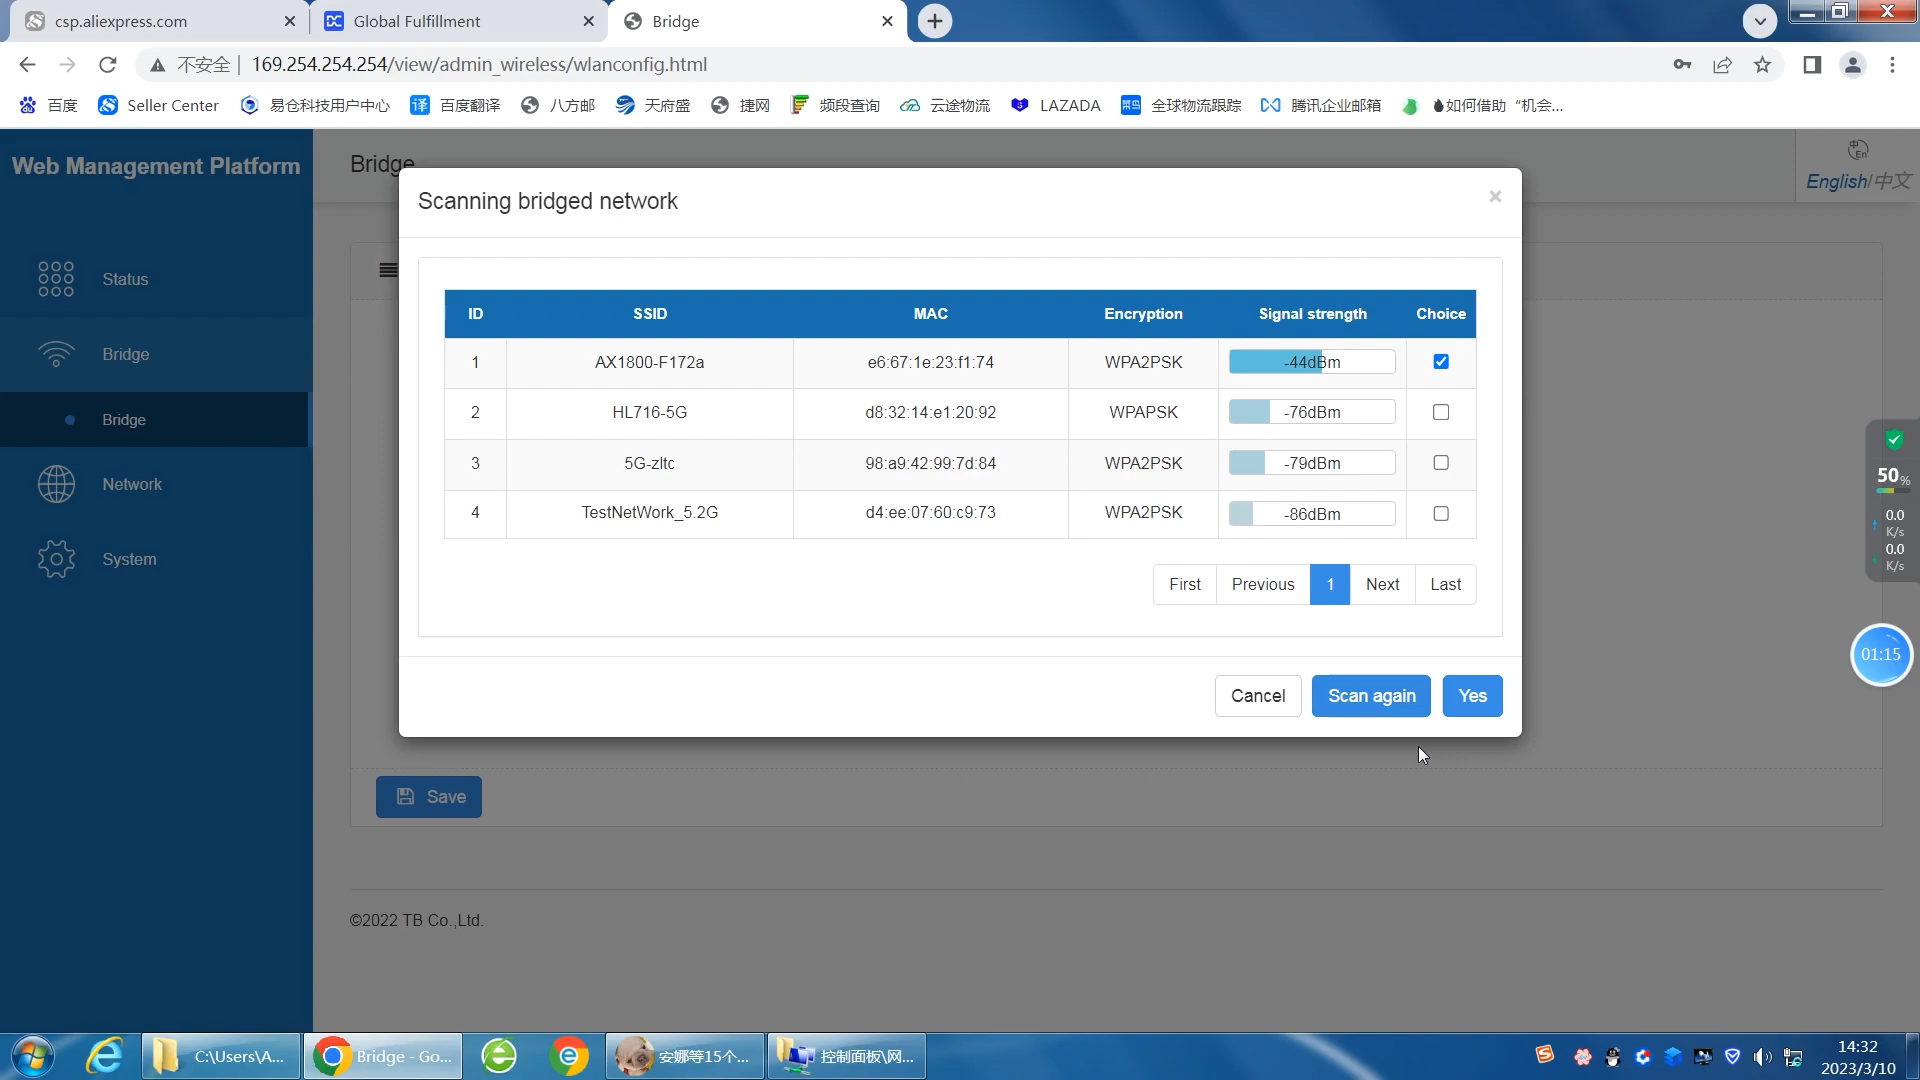 csp.aliexpress.com
Global Fulfillment
Bridge
不安全 | 169.254.254.254/view/admin_wireless/wlanconfig.html
百度 Seller Center 易仓科技用户中心 百度翻译 八方邮 天府盛 捷网 频段查询 云途物流 LAZADA 全球物流跟踪 腾讯企业邮箱 如何借助“机会...
Web Management Platform
Bridge
English/中文
Status
Bridge
Bridge
Network
System
Scanning bridged network
×
ID SSID MAC Encryption Signal strength Choice
1 AX1800-F172a e6:67:1e:23:f1:74 WPA2PSK -44dBm
2 HL716-5G d8:32:14:e1:20:92 WPAPSK -76dBm
3 5G-zltc 98:a9:42:99:7d:84 WPA2PSK -79dBm
4 TestNetWork_5.2G d4:ee:07:60:c9:73 WPA2PSK -86dBm
First Previous 1 Next Last
Cancel Scan again Yes
Save
©2022 TB Co.,Ltd.
50%
0.0
K/s
0.0
K/s
01:15
C:\Users\A... Bridge - Go... 安娜等15个... 控制面板\网...
14:32
2023/3/10